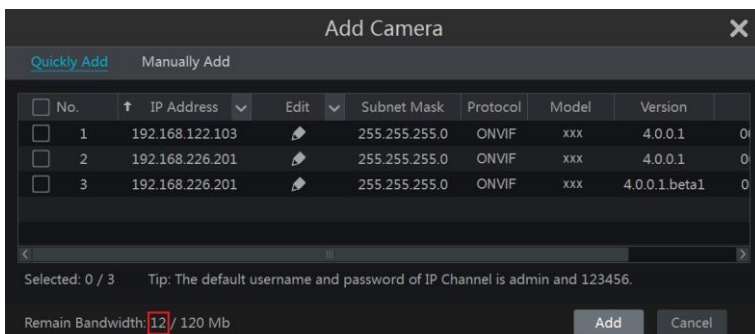 Add Camera
Quickly Add Manually Add
No. IP Address Edit Subnet Mask Protocol Model Version
1 192.168.122.103 255.255.255.0 ONVIF xxx 4.0.0.1
2 192.168.226.201 255.255.255.0 ONVIF xxx 4.0.0.1
3 192.168.226.201 255.255.255.0 ONVIF xxx 4.0.0.1.beta1
Selected: 0 / 3 Tip: The default username and password of IP Channel is admin and 123456.
Remain Bandwidth: 12 / 120 Mb Add Cancel